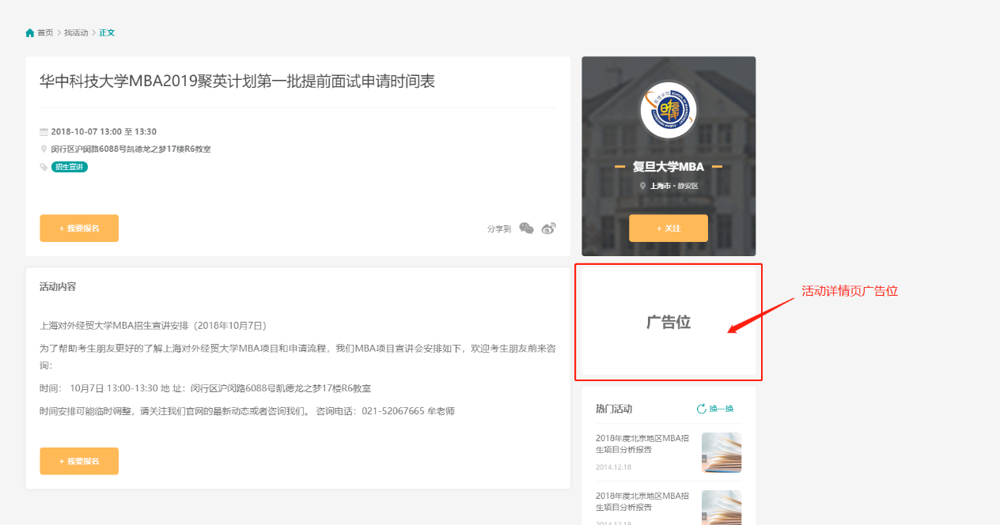 首页 > 找活动 > 正文
华中科技大学MBA2019聚英计划第一批提前面试申请时间表
2018-10-07 13:00 至 13:30
闵行区沪闵路6088号凯德龙之梦17楼R6教室
招生宣讲
+ 我要报名
分享到
复旦大学MBA
上海市·静安区
+ 关注
活动内容
上海对外经贸大学MBA招生宣讲安排（2018年10月7日）
为了帮助考生朋友更好的了解上海对外经贸大学MBA项目和申请流程，我们MBA项目宣讲会安排如下，欢迎考生朋友前来咨
询：
时间： 10月7日 13:00-13:30 地 址：闵行区沪闵路6088号凯德龙之梦17楼R6教室
时间安排可能临时调整，请关注我们官网的最新动态或者咨询我们。 咨询电话：021-52067665 牟老师
+ 我要报名
广告位
活动详情页广告位
热门活动
换一换
2018年度北京地区MBA招
生项目分析报告
2014.12.18
2018年度北京地区MBA招
生项目分析报告
2014.12.18